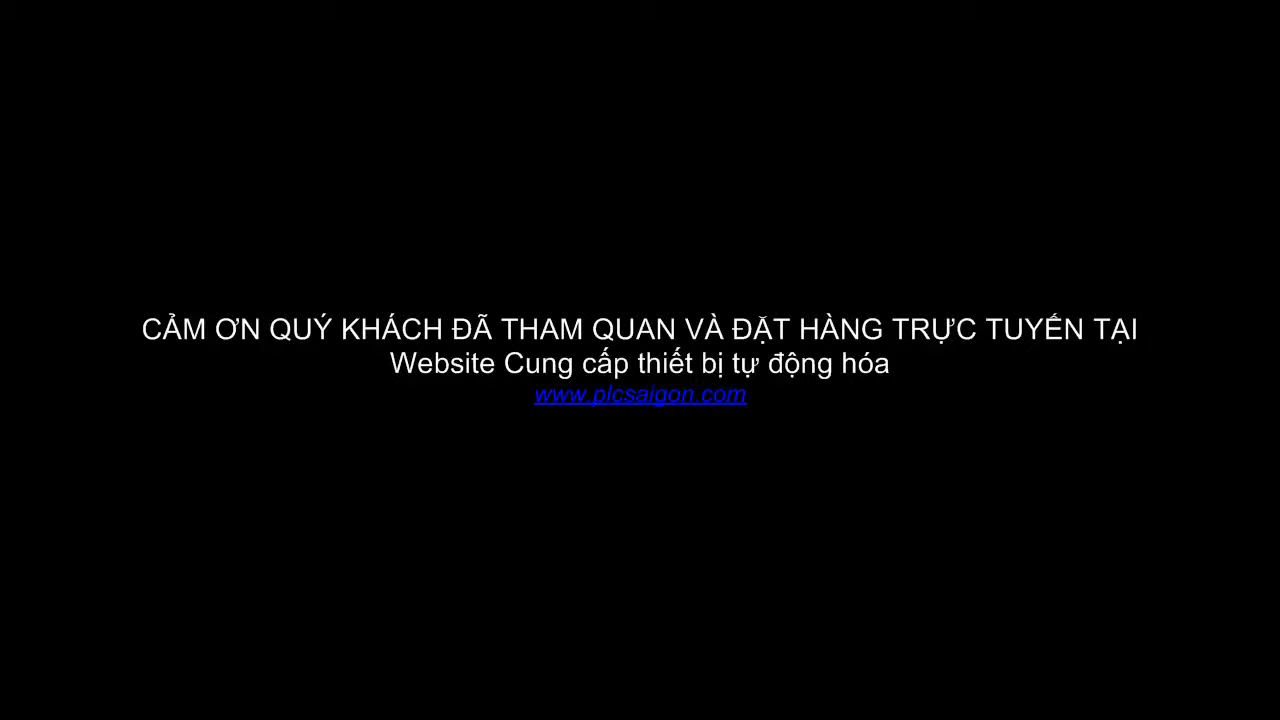 CẢM ƠN QUÝ KHÁCH ĐÃ THAM QUAN VÀ ĐẶT HÀNG TRỰC TUYẾN TẠI
Website Cung cấp thiết bị tự động hóa
www.plcsaigon.com